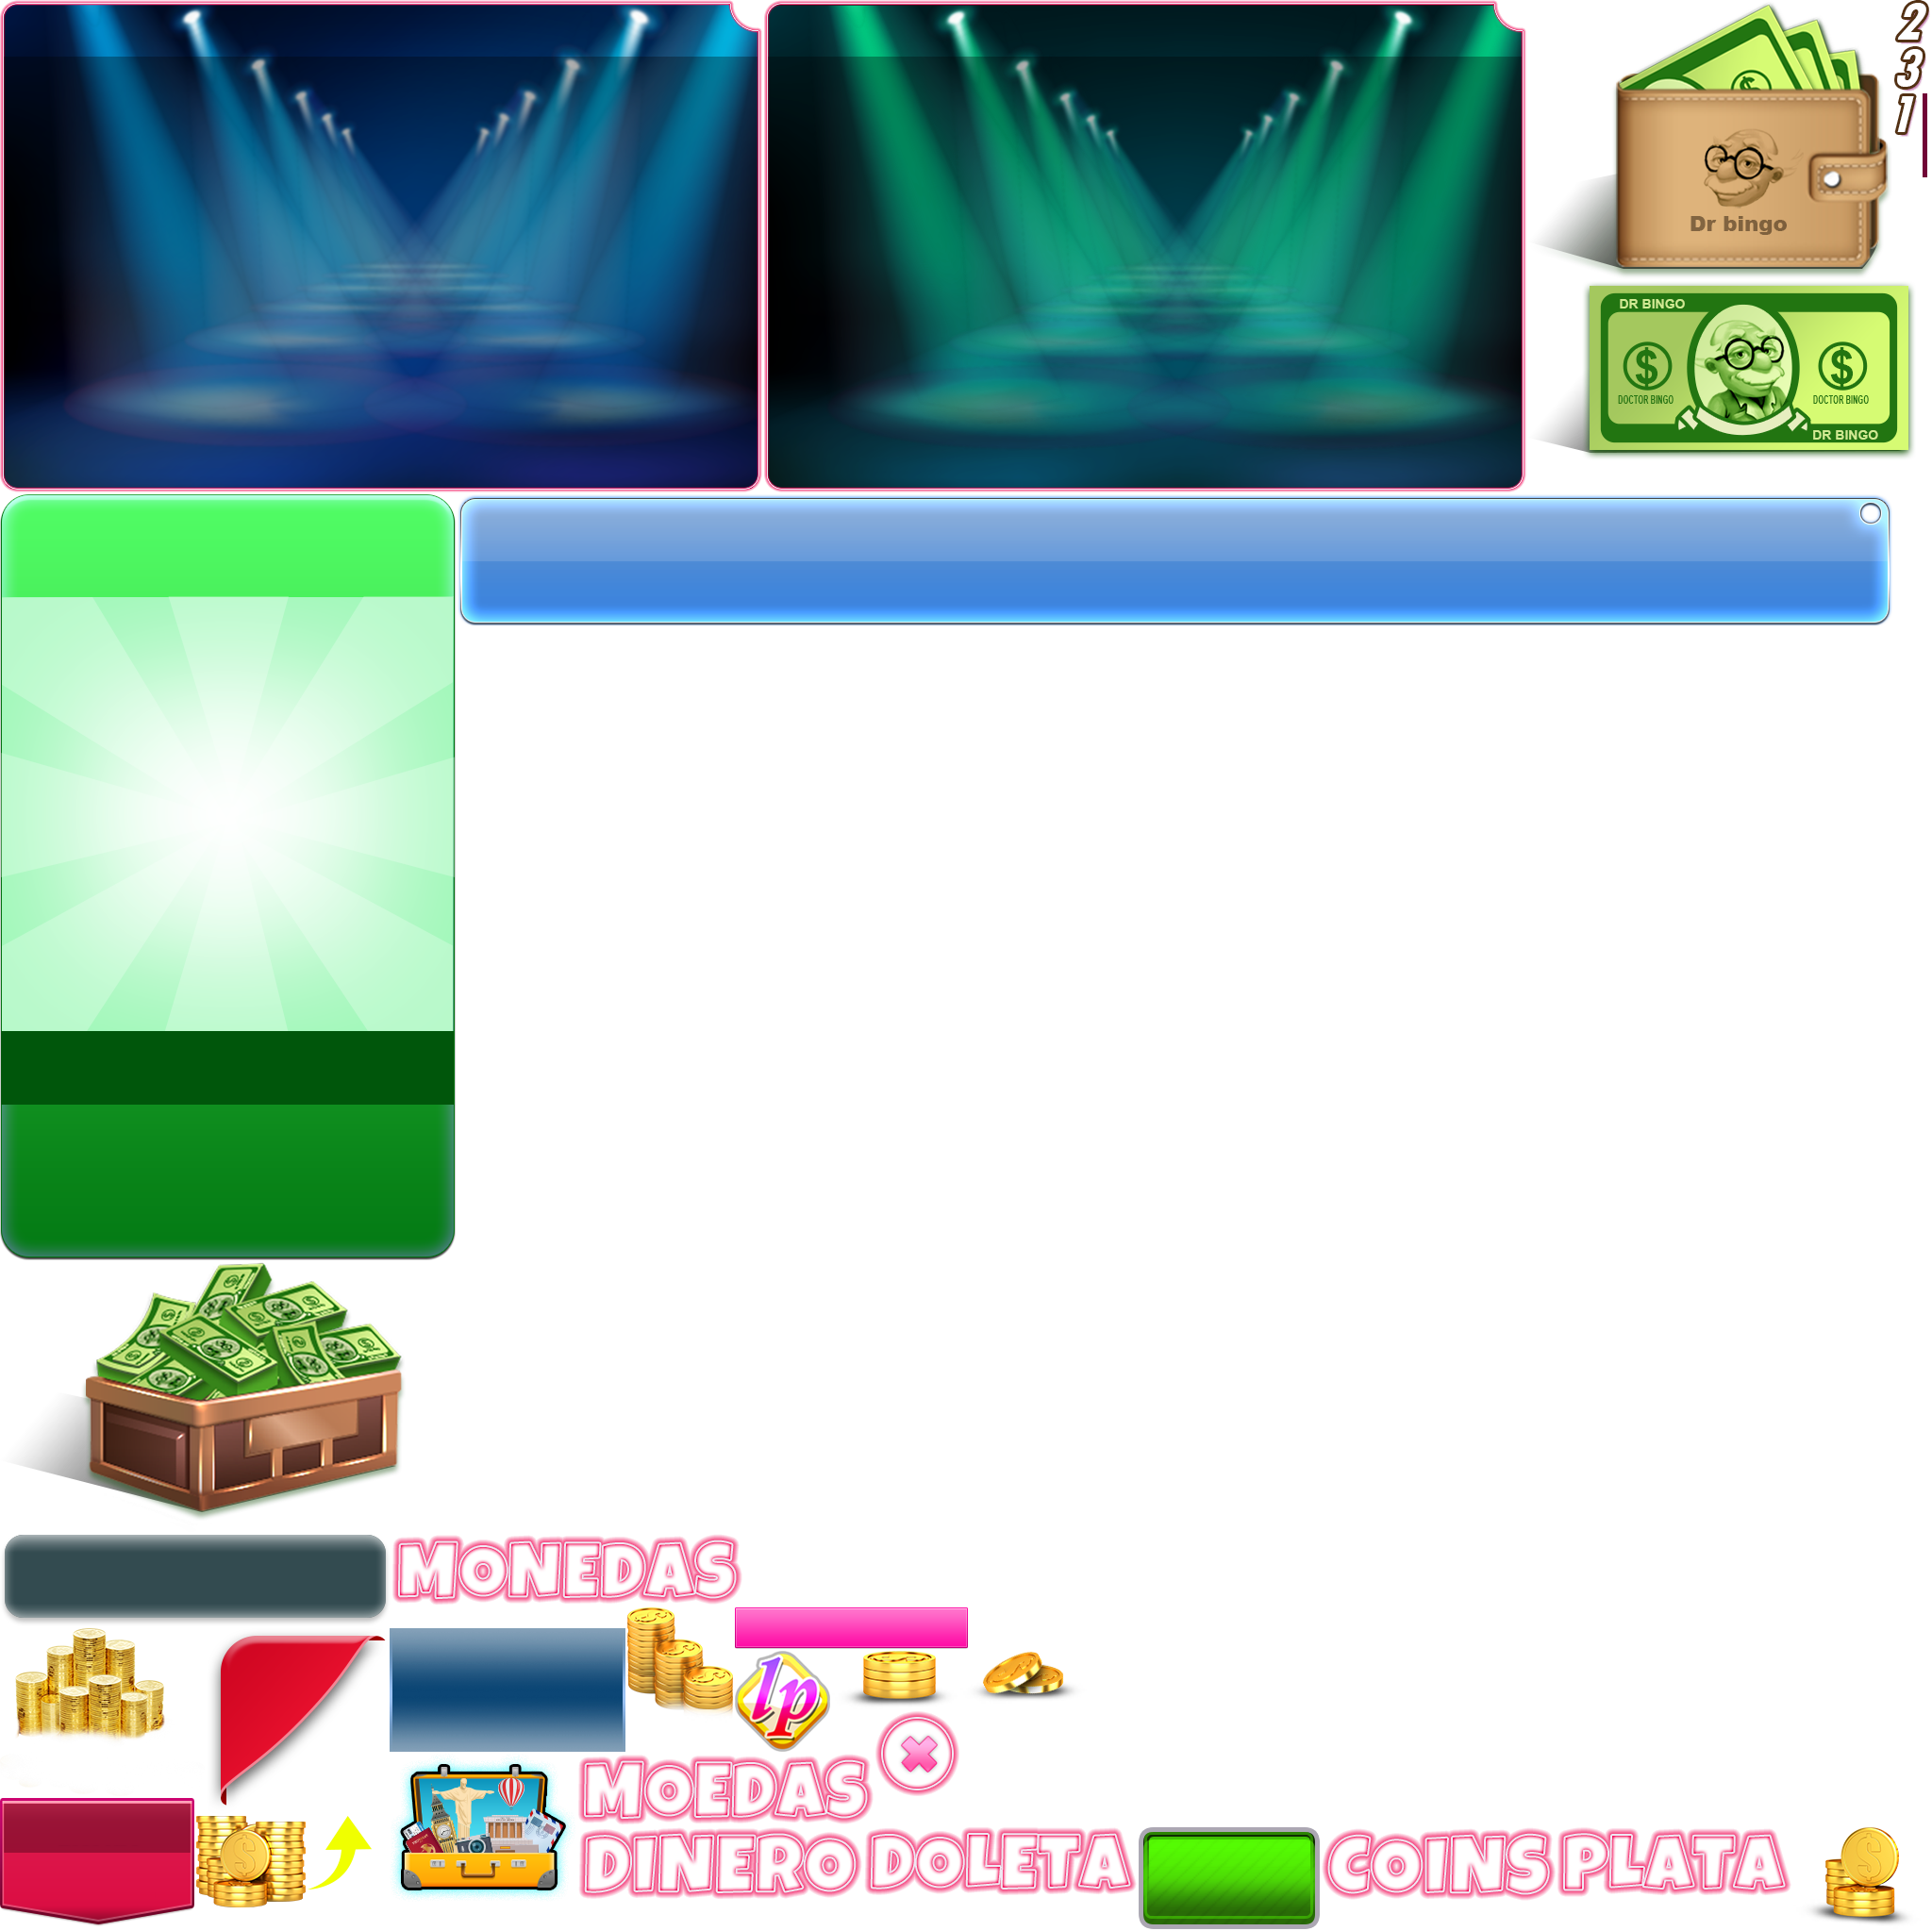 2
3
1
Dr bingo
DR BINGO
$ $
DOCTOR BINGO DOCTOR BINGO
DR BINGO
MONEDAS
lp
MOEDAS
DINERO DOLETA COINS PLATA